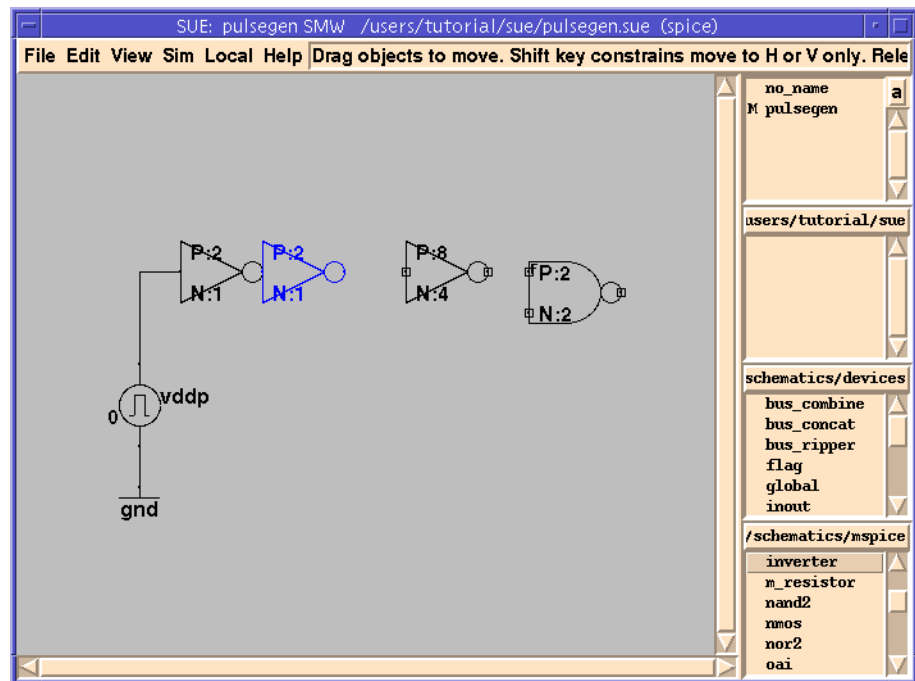 SUE: pulsegen SMW /users/tutorial/sue/pulsegen.sue (spice)
File Edit View Sim Local Help Drag objects to move. Shift key constrains move to H or V only. Rele
no_name
a
M pulsegen
users/tutorial/sue
P:2
P:2
P:8
fP:2
N:1
N:1
N:4
N:2
schematics/devices
vddp
0
bus_combine
bus_concat
bus_ripper
flag
global
inout
gnd
/schematics/mspice
inverter
m_resistor
nand2
nmos
nor2
oai